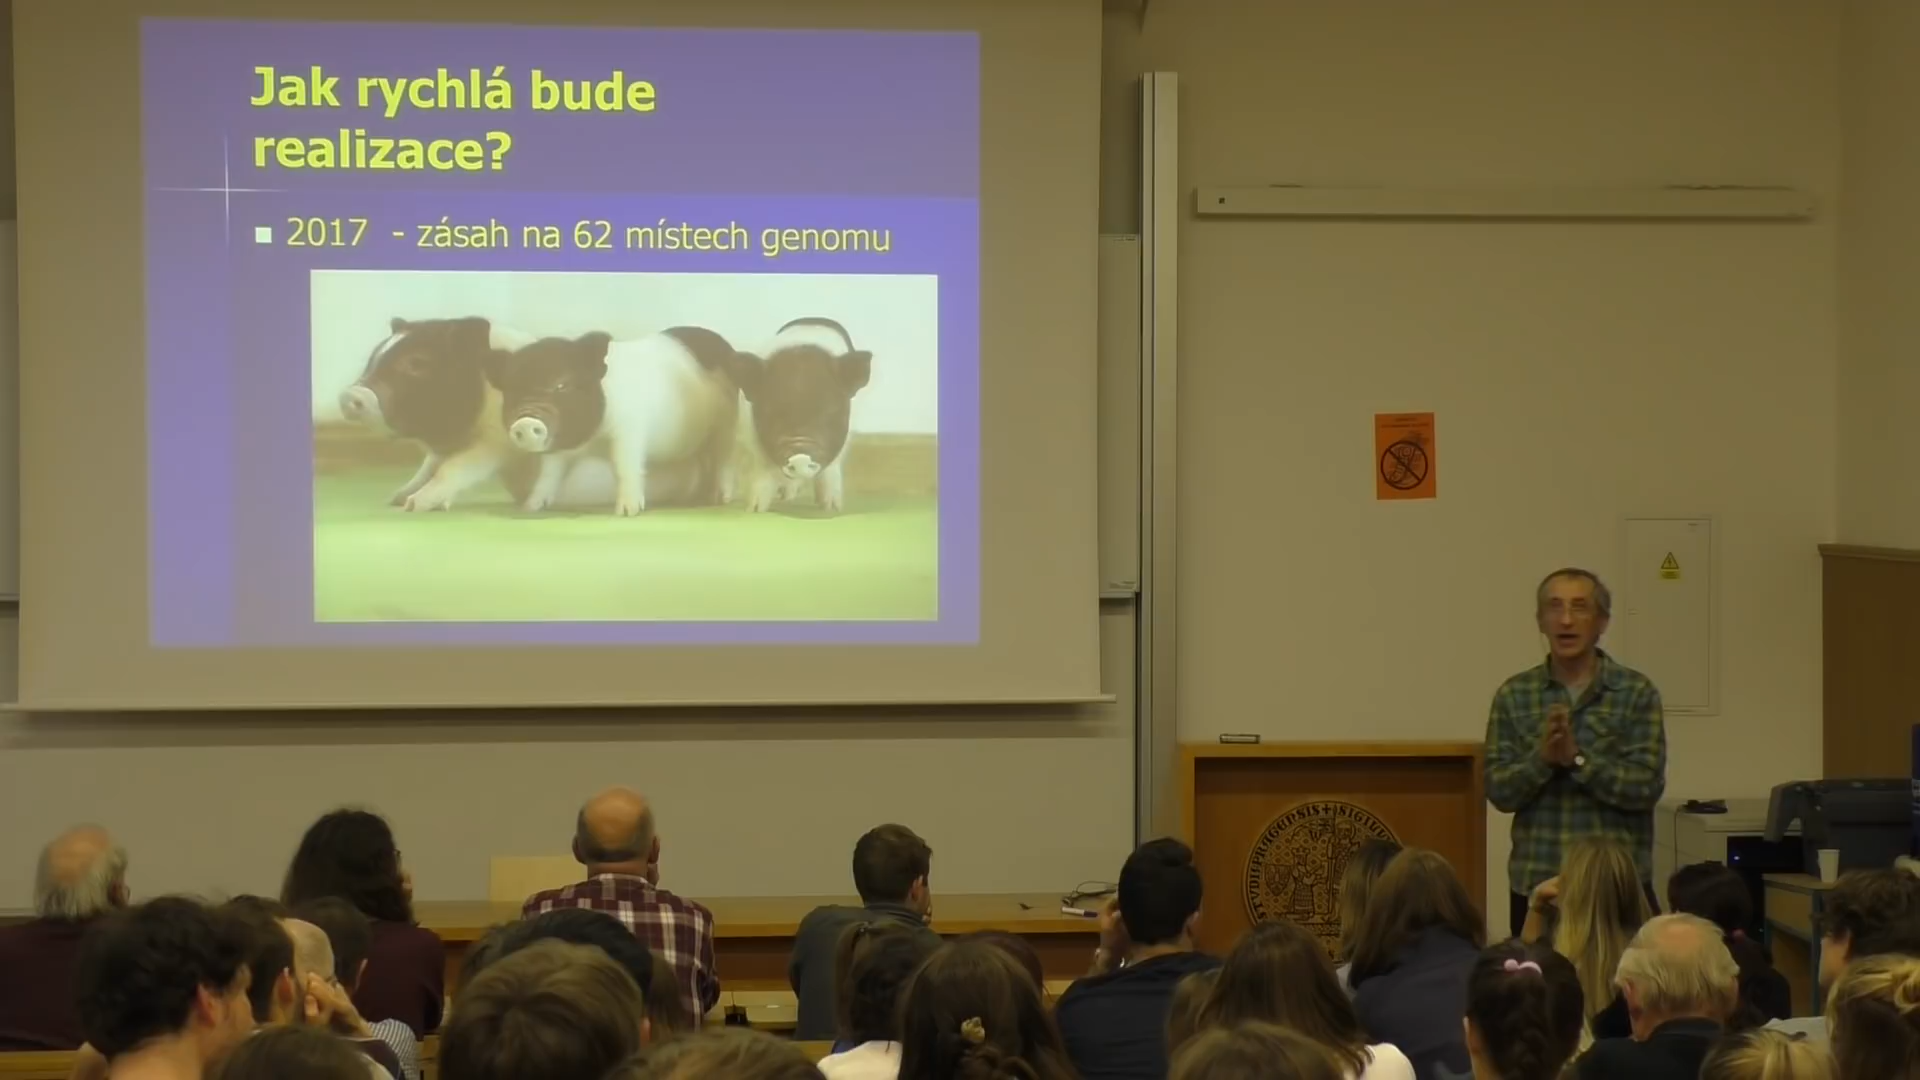 Jak rychlá bude
realizace?
2017 - zásah na 62 místech genomu